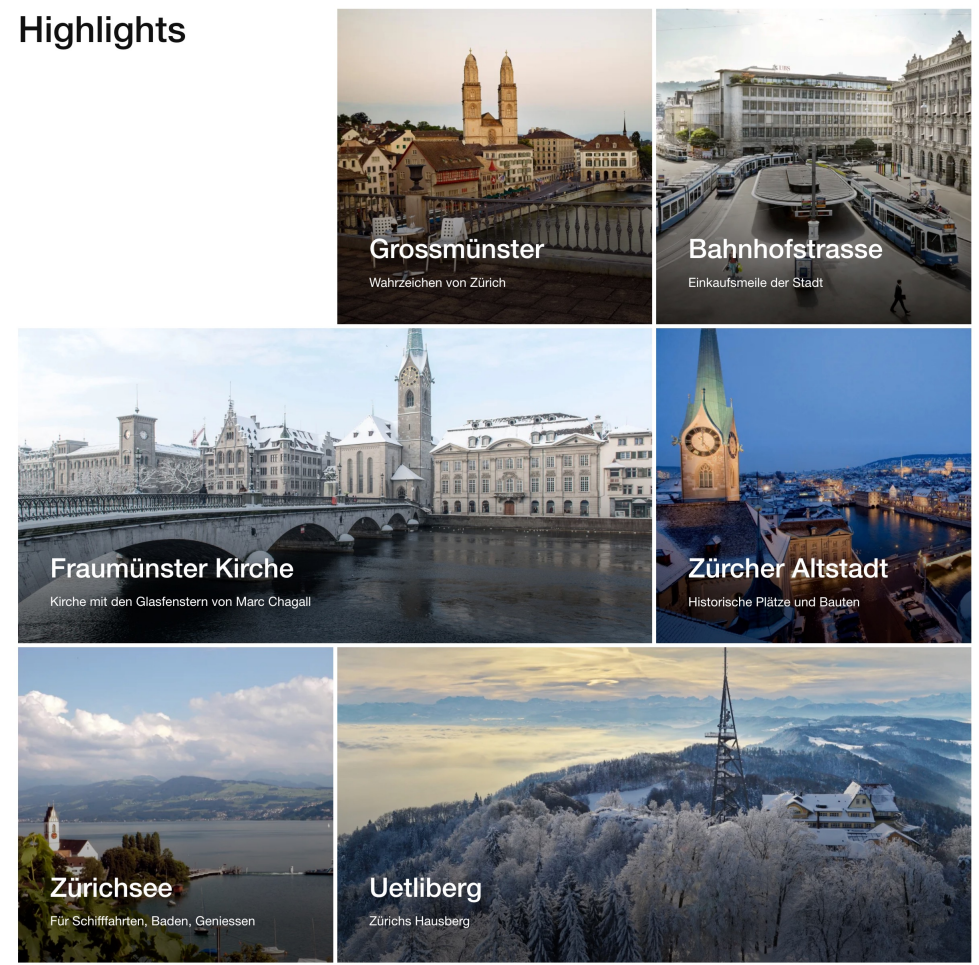 Highlights
Grossmünster
Wahrzeichen von Zürich
Bahnhofstrasse
Einkaufsmeile der Stadt
Fraumünster Kirche
Kirche mit den Glasfenstern von Marc Chagall
Zürcher Altstadt
Historische Plätze und Bauten
Zürichsee
Für Schifffahrten, Baden, Geniessen
Uetliberg
Zürichs Hausberg